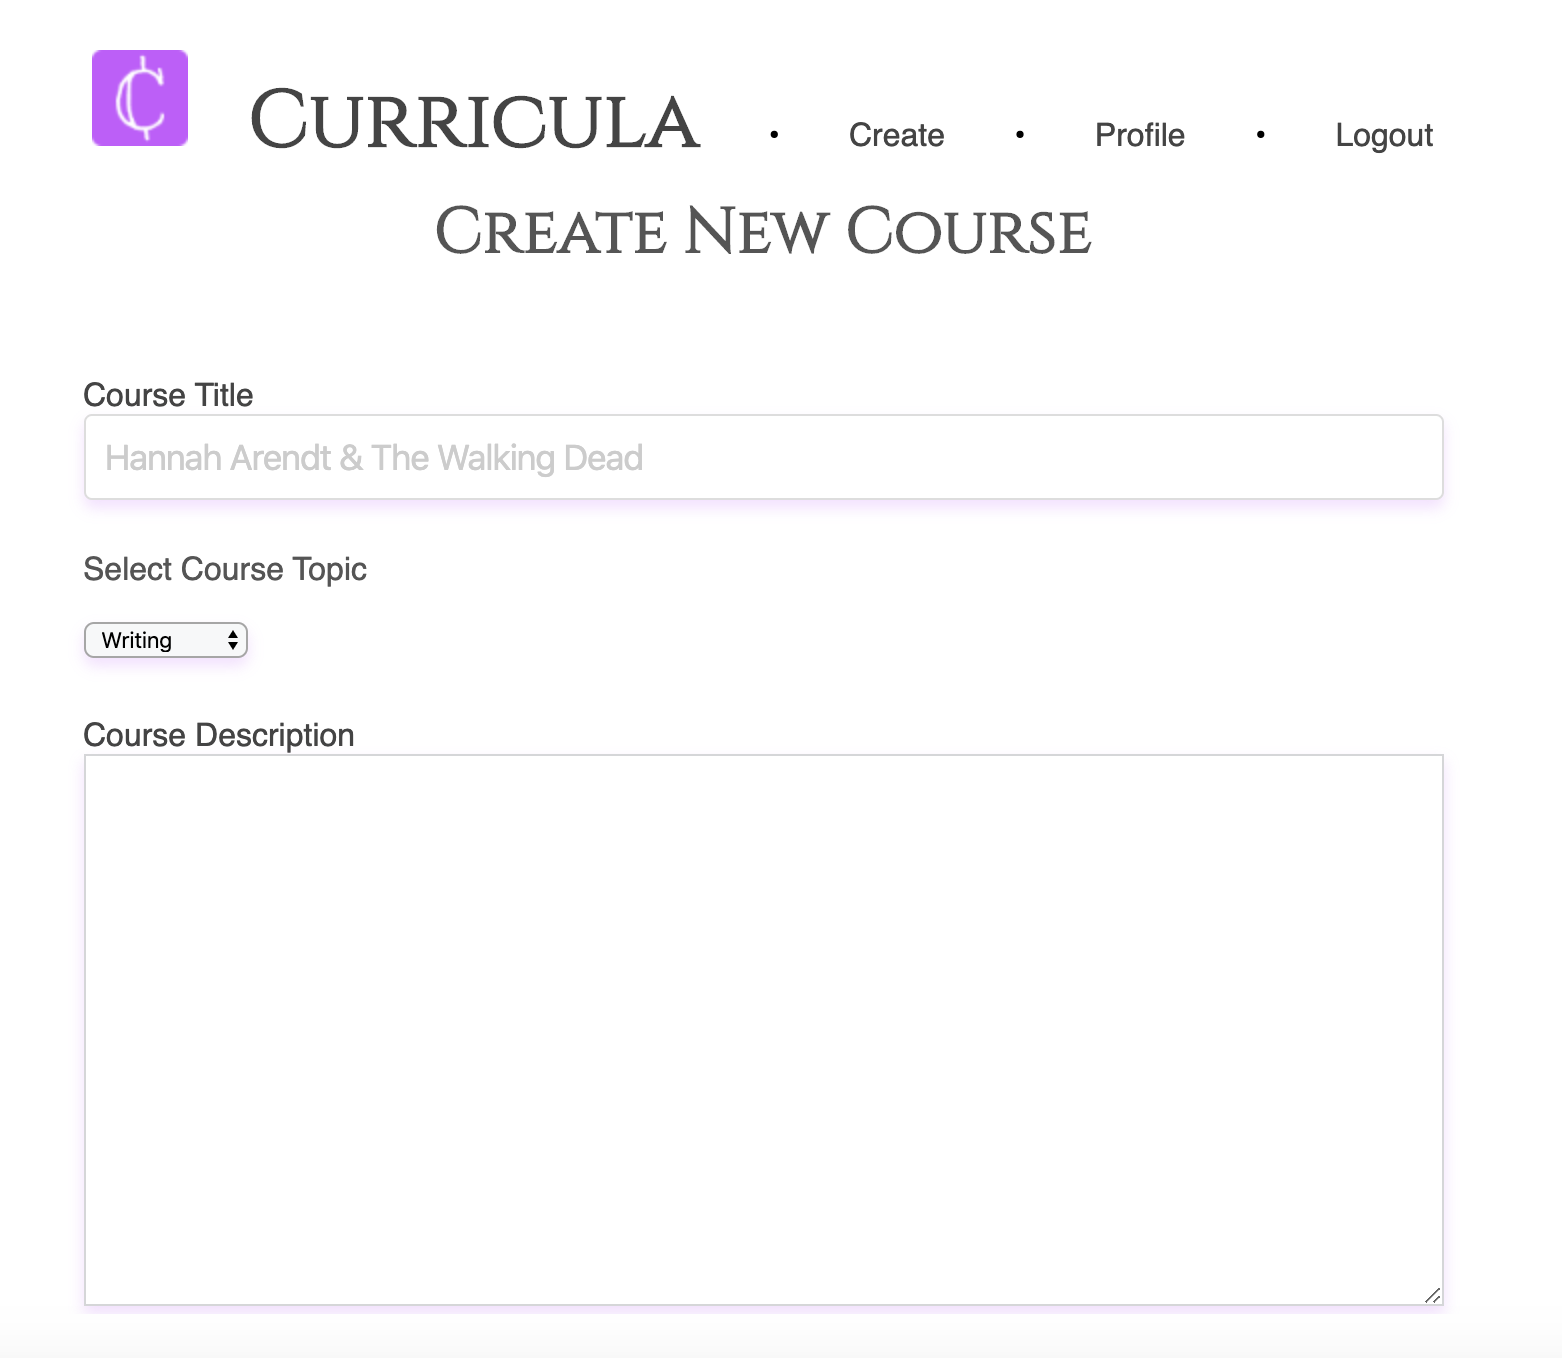 ₵ CURRICULA • Create • Profile • Logout
CREATE NEW COURSE
Course Title
Hannah Arendt & The Walking Dead
Select Course Topic
Writing
Course Description